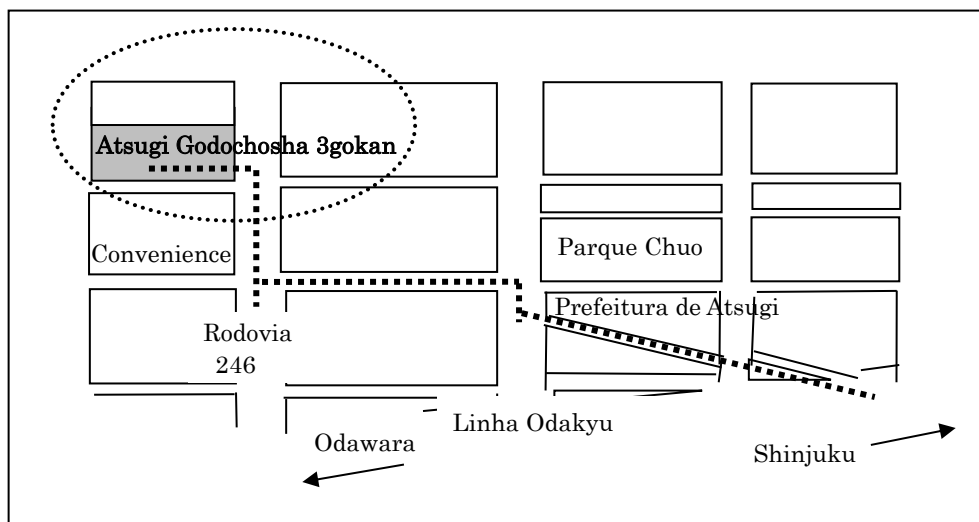 Atsugi Godochosha 3gokan
Convenience
Parque Chuo
Prefeitura de Atsugi
Rodovia
246
Linha Odakyu
Odawara
Shinjuku